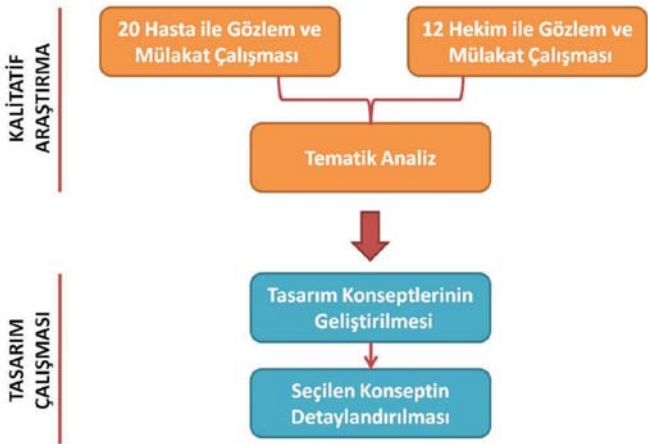 KALİTATİF
ARAŞTIRMA
20 Hasta ile Gözlem ve
Mülakat Çalışması
12 Hekim ile Gözlem ve
Mülakat Çalışması
Tematik Analiz
TASARIM
ÇALIŞMASI
Tasarım Konseptlerinin
Geliştirilmesi
Seçilen Konseptin
Detaylandırılması